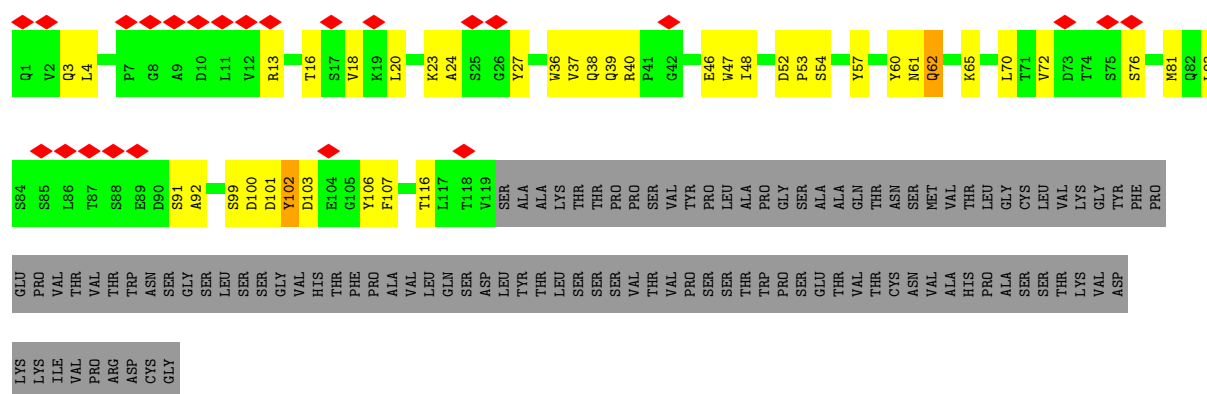 Q1 V2 Q3 L4 P7 G8 A9 D10 L11 V12 R13 T16 S17 V18 K19 L20 K23 A24 S25 G26 Y27 W36 V37 Q38 Q39 R40 P41 G42 E46 W47 I48 D52 P53 S54 Y57 Y60 N61 Q62 K65 L70 T71 V72 D73 T74 S75 S76 M81 Q82
S84 S85 L86 T87 S88 E89 D90 S91 A92 S99 D100 D101 Y102 D103 E104 G105 Y106 F107 T116 L117 T118 V119 SER ALA ALA LYS THR THR PRO PRO SER VAL TYR PRO LEU ALA PRO GLY SER ALA ALA GLN THR ASN SER MET VAL THR LEU GLY CYS LEU VAL LYS GLY TYR PHE PRO
GLU PRO VAL THR VAL THR TRP ASN SER GLY SER LEU SER SER GLY VAL HIS THR PHE PRO ALA VAL LEU GLN SER ASP LEU TYR THR LEU SER SER SER VAL THR VAL PRO SER SER THR TRP PRO SER GLU THR VAL THR CYS ASN VAL ALA HIS PRO ALA SER SER THR LYS VAL ASP
LYS LYS ILE VAL PRO ARG ASP CYS GLY